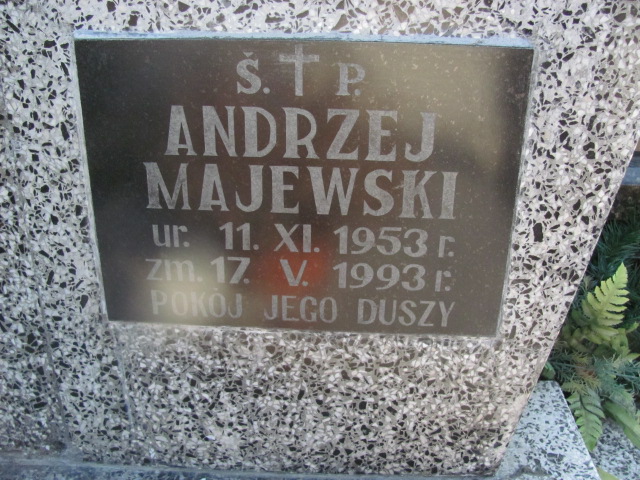 Ś. † P.
ANDRZEJ
MAJEWSKI
ur. 11. XI. 1953 r.
zm. 17. V. 1993 r.
POKÓJ JEGO DUSZY